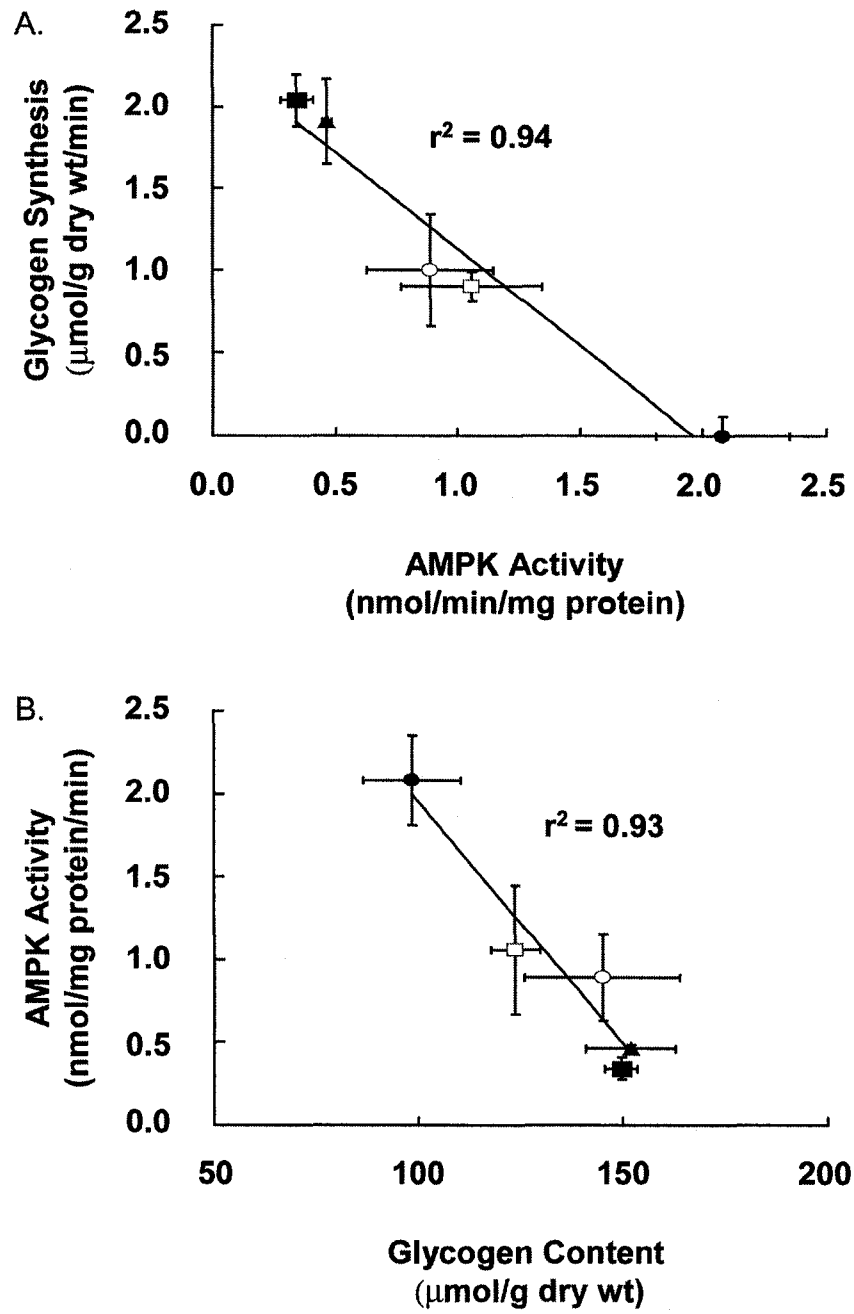 A.
2.5
2.0
1.5
1.0
0.5
0.0
Glycogen Synthesis
(μmol/g dry wt/min)
r² = 0.94
0.0 0.5 1.0 1.5 2.0 2.5
AMPK Activity
(nmol/min/mg protein)
B.
2.5
2.0
1.5
1.0
0.5
0.0
AMPK Activity
(nmol/mg protein/min)
r² = 0.93
50 100 150 200
Glycogen Content
(μmol/g dry wt)